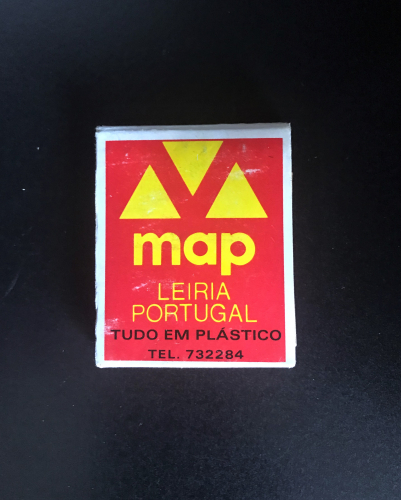 map
LEIRIA
PORTUGAL
TUDO EM PLÁSTICO
TEL. 732284